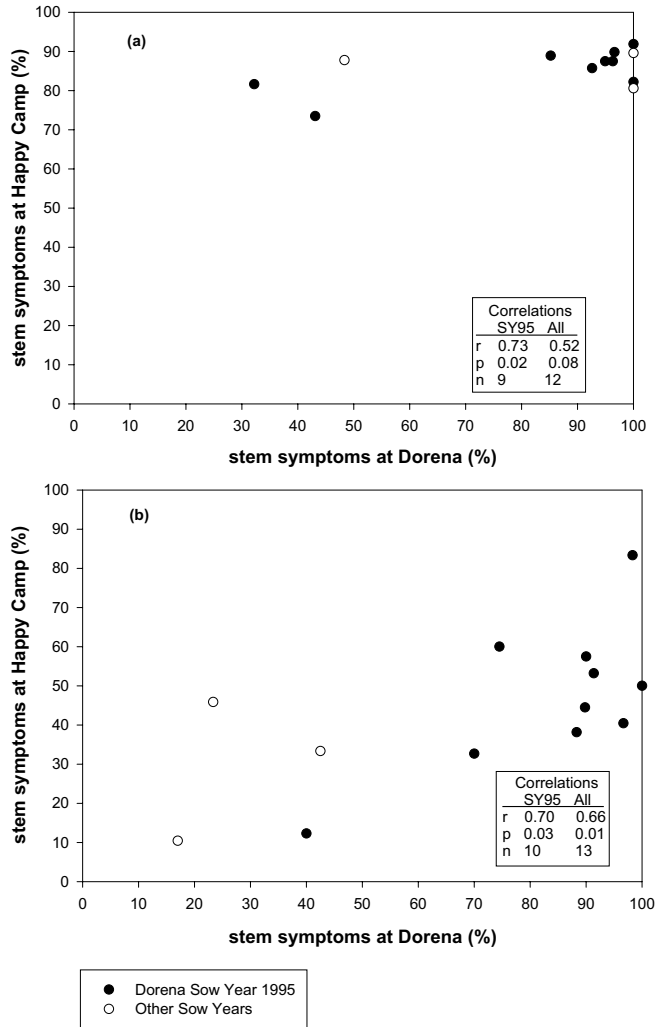 (a)
stem symptoms at Happy Camp (%)
100
90
80
70
60
50
40
30
20
10
0
Correlations
SY95 All
r 0.73 0.52
p 0.02 0.08
n 9 12
0 10 20 30 40 50 60 70 80 90 100
stem symptoms at Dorena (%)
(b)
stem symptoms at Happy Camp (%)
100
90
80
70
60
50
40
30
20
10
0
Correlations
SY95 All
r 0.70 0.66
p 0.03 0.01
n 10 13
0 10 20 30 40 50 60 70 80 90 100
stem symptoms at Dorena (%)
Dorena Sow Year 1995
Other Sow Years